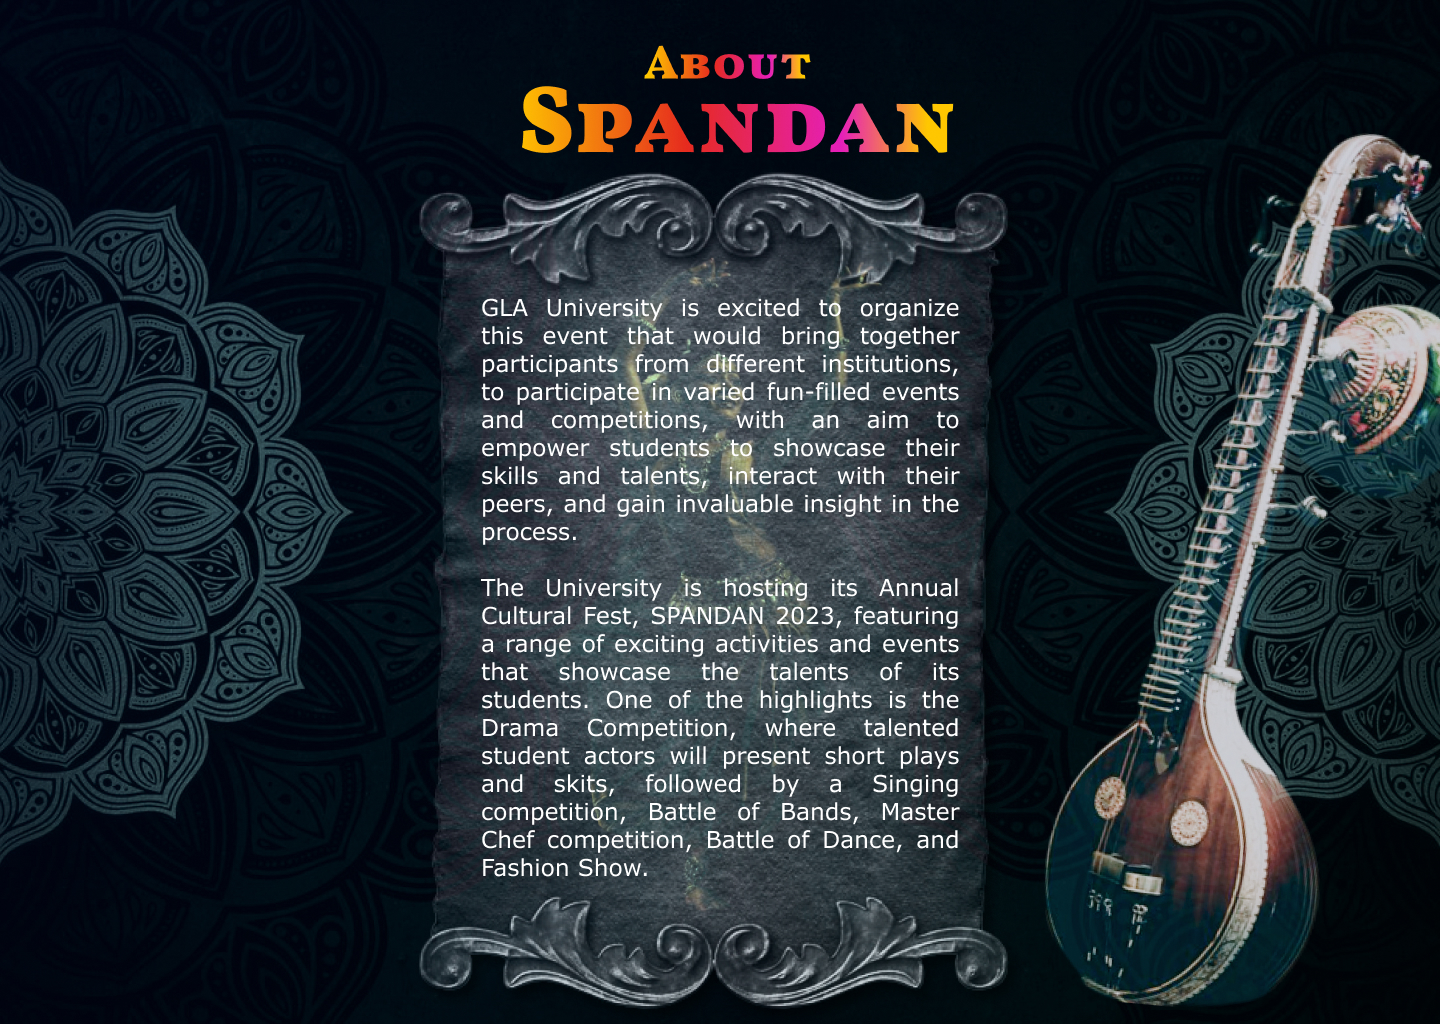 About
Spandan
GLA University is excited to organize
this event that would bring together
participants from different institutions,
to participate in varied fun-filled events
and competitions, with an aim to
empower students to showcase their
skills and talents, interact with their
peers, and gain invaluable insight in the
process.
The University is hosting its Annual
Cultural Fest, SPANDAN 2023, featuring
a range of exciting activities and events
that showcase the talents of its
students. One of the highlights is the
Drama Competition, where talented
student actors will present short plays
and skits, followed by a Singing
competition, Battle of Bands, Master
Chef competition, Battle of Dance, and
Fashion Show.